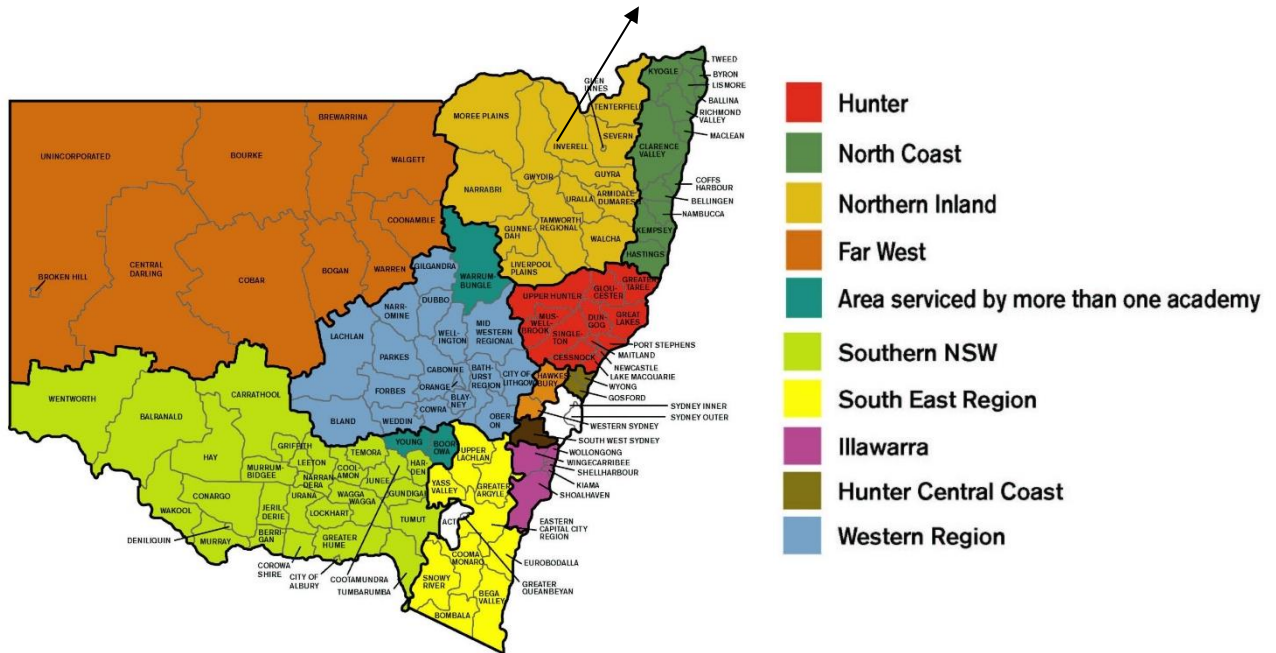 TWEED
KYOGLE
BYRON
LISMORE
GLEN
INNES
BALLINA
TENTERFIELD
RICHMOND
VALLEY
MOREE PLAINS
SEVERN
MACLEAN
INVERELL
BREWARRINA
WALGETT
UNINCORPORATED
BOURKE
CLARENCE
VALLEY
GWYDIR
GUYRA
NARRABRI
COFFS
HARBOUR
ARMIDALE
DUMARESQ
URALLA
BELLINGEN
NAMBUCCA
COONAMBLE
TAMWORTH
REGIONAL
GUNNE-
DAH
KEMPSEY
WALCHA
HASTINGS
CENTRAL
DARLING
BROKEN HILL
COBAR
BOGAN
WARREN
GILGANDRA
WARRUM-
BUNGLE
LIVERPOOL
PLAINS
GREATER
TAREE
GLOU-
CESTER
UPPER HUNTER
DUBBO
NARR-
OMINE
MUS-
WELL-
BROOK
DUN-
GOG
GREAT
LAKES
SINGLE-
TON
LACHLAN
WELL-
INGTON
MID
WESTERN
REGIONAL
PORT STEPHENS
MAITLAND
CESSNOCK
NEWCASTLE
LAKE MACQUARIE
PARKES
CABONNE
BATH-
URST
REGION
CITY OF
LITHGOW
HAWKES
BURY
WYONG
GOSFORD
ORANGE
FORBES
BLAY-
NEY
COWRA
OBER-
ON
SYDNEY INNER
SYDNEY OUTER
WESTERN SYDNEY
SOUTH WEST SYDNEY
BLAND
WEDDIN
WENTWORTH
BALRANALD
CARRATHOOL
HAY
GRIFFITH
TEMORA
YOUNG
BOOR
OWA
UPPER
LACHLAN
WOLLONGONG
WINGECARRIBEE
SHELLHARBOUR
KIAMA
SHOALHAVEN
MURRUM-
BIDGEE
LEETON
COOL-
AMON
NARRAN-
DERA
JUNEE
HAR-
DEN
YASS
VALLEY
GREATER
ARGYLE
CONARGO
URANA
WAGGA
WAGGA
GUNDIGAI
WAKOOL
JERIL
DERIE
LOCKHART
TUMUT
ACT
DENILIQUIN
MURRAY
BERRI
GAN
GREATER
HUME
EASTERN
CAPITAL CITY
REGION
COROWA
SHIRE
CITY OF
ALBURY
COOTAMUNDRA
TUMBARUMBA
COOMA
MONARO
EUROBODALLA
SNOWY
RIVER
GREATER
QUEANBEYAN
BEGA
VALLEY
BOMBALA
Hunter
North Coast
Northern Inland
Far West
Area serviced by more than one academy
Southern NSW
South East Region
Illawarra
Hunter Central Coast
Western Region